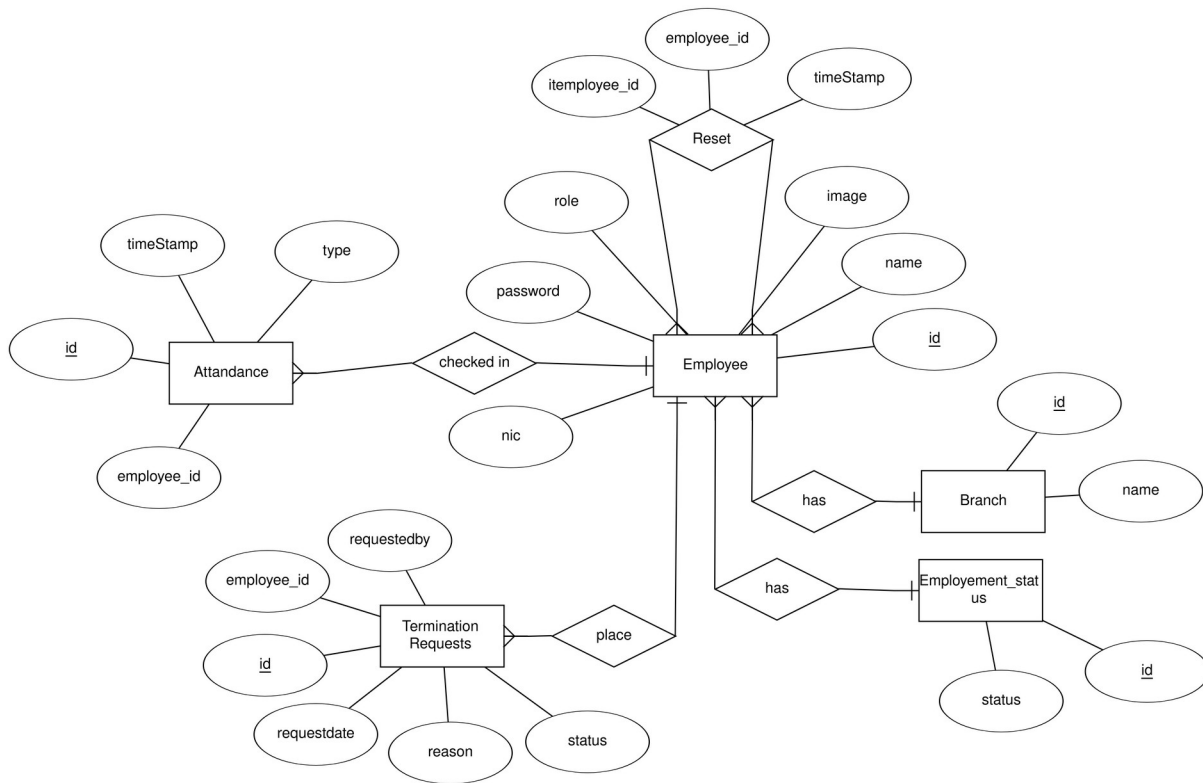 employee_id
itemployee_id
timeStamp
Reset
role
image
timeStamp
type
name
password
id
id
Attandance
checked in
Employee
nic
id
employee_id
has
Branch
name
requestedby
employee_id
Employement_stat
us
has
Termination
Requests
place
id
id
status
requestdate
reason
status